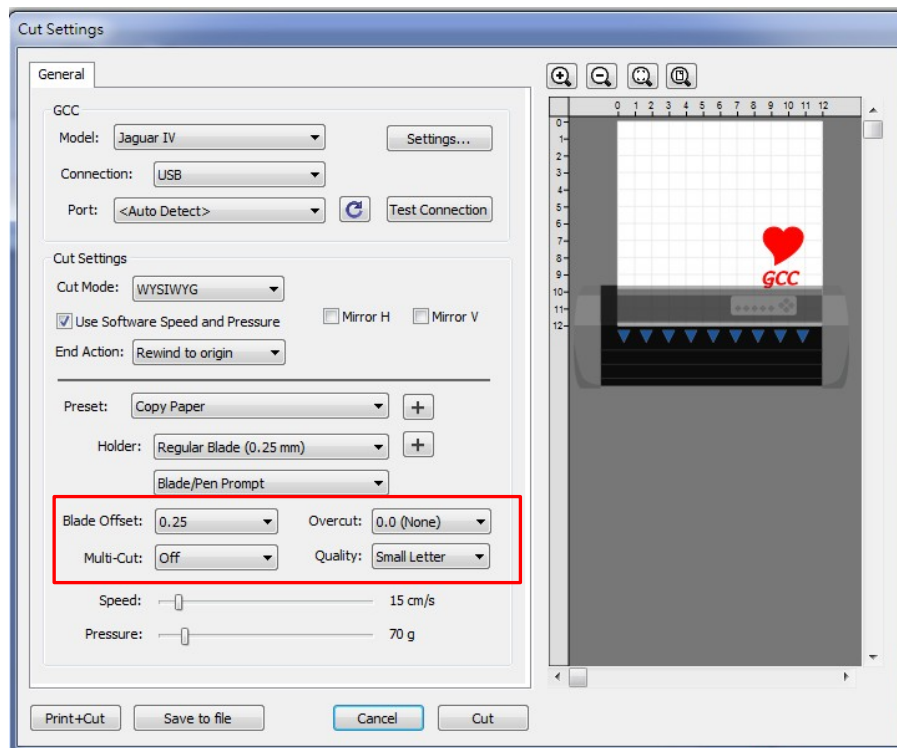 Cut Settings
General
GCC
Model: Jaguar IV Settings...
Connection: USB
Port: <Auto Detect> Test Connection
Cut Settings
Cut Mode: WYSIWYG
Use Software Speed and Pressure Mirror H Mirror V
End Action: Rewind to origin
Preset: Copy Paper +
Holder: Regular Blade (0.25 mm) +
Blade/Pen Prompt
Blade Offset: 0.25 Overcut: 0.0 (None)
Multi-Cut: Off Quality: Small Letter
Speed: 15 cm/s
Pressure: 70 g
Print+Cut Save to file Cancel Cut
0 1 2 3 4 5 6 7 8 9 10 11 12
0
1
2
3
4
5
6
7
8
9
10
11
12
GCC